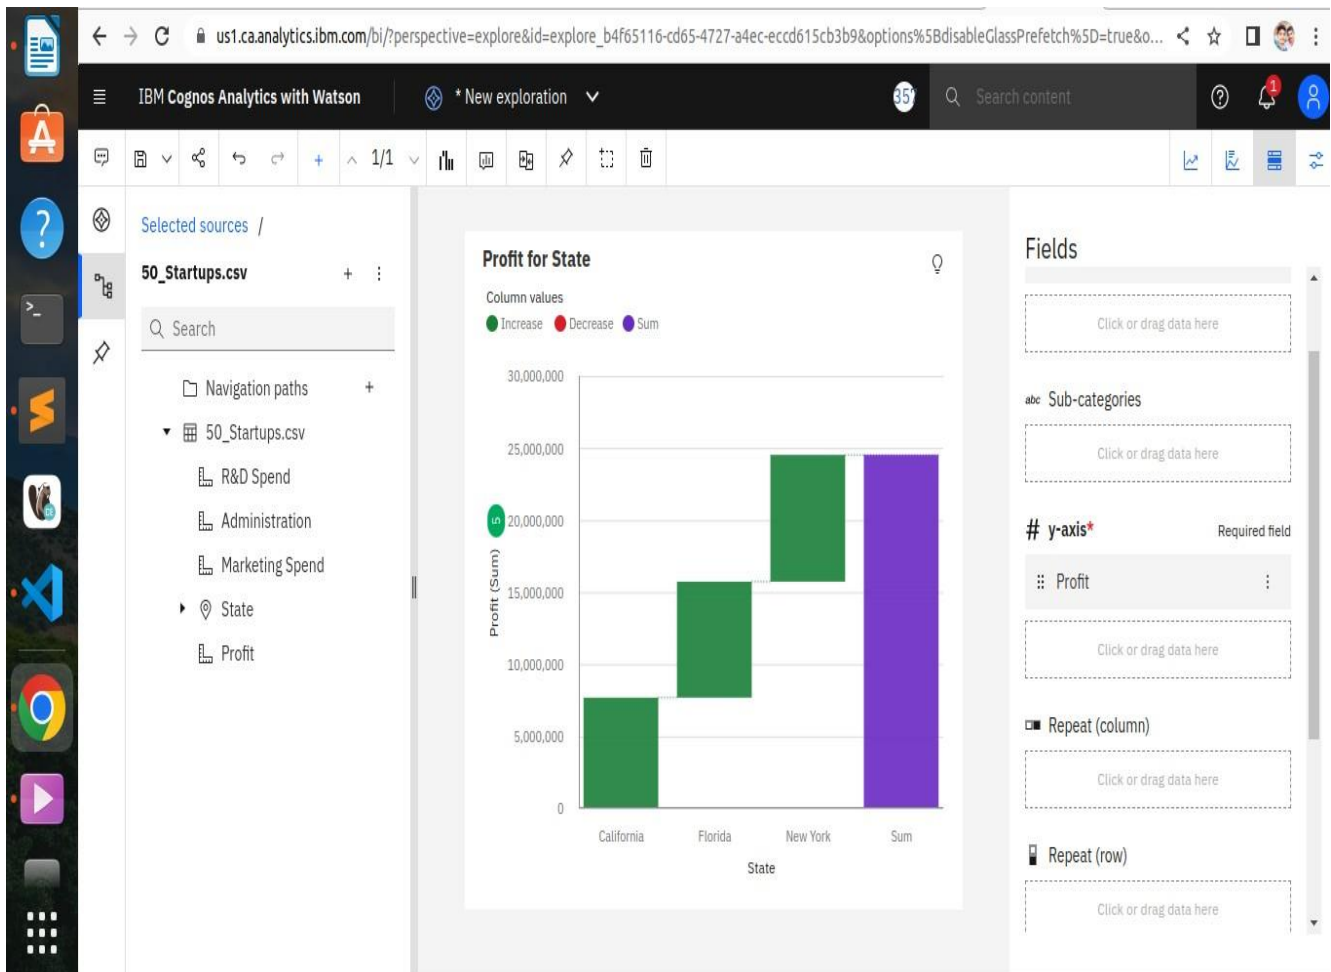 us1.ca.analytics.ibm.com/bi/?perspective=explore&id=explore_b4f65116-cd65-4727-a4ec-eccd615cb3b9&options%5BdisableGlassPrefetch%5D=true&o...
IBM Cognos Analytics with Watson
* New exploration
35?
Search content
1
1/1
Selected sources /
50_Startups.csv
Search
Navigation paths
50_Startups.csv
R&D Spend
Administration
Marketing Spend
State
Profit
Profit for State
Column values
Increase Decrease Sum
30,000,000
25,000,000
20,000,000
15,000,000
10,000,000
5,000,000
0
5
Profit (Sum)
California Florida New York Sum
State
Fields
Click or drag data here
abc Sub-categories
Click or drag data here
# y-axis* Required field
Profit
Click or drag data here
Repeat (column)
Click or drag data here
Repeat (row)
Click or drag data here